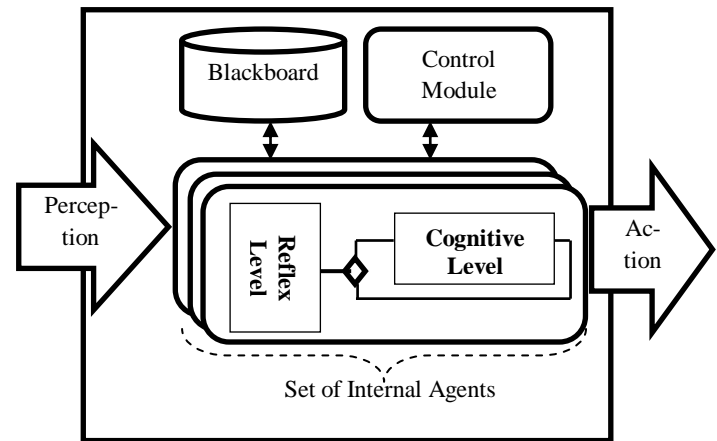 Blackboard
Control
Module
Percep-
tion
Reflex
Level
Cognitive
Level
Ac-
tion
Set of Internal Agents